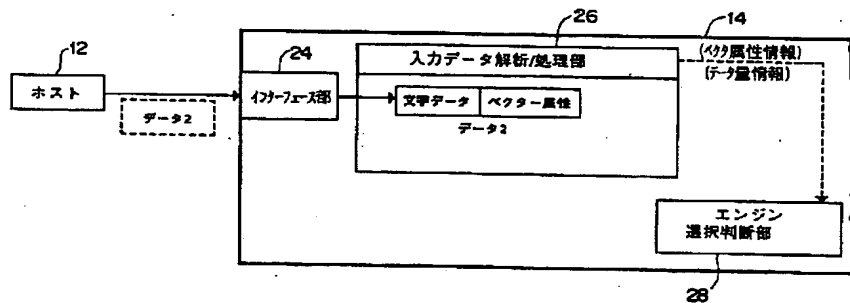 12
ホスト
データ2
24
インターフェース部
26
入力データ解析/処理部
文字データ ベクター属性
データ2
14
(ベクタ属性情報)
(データ量情報)
エンジン
選択判断部
28